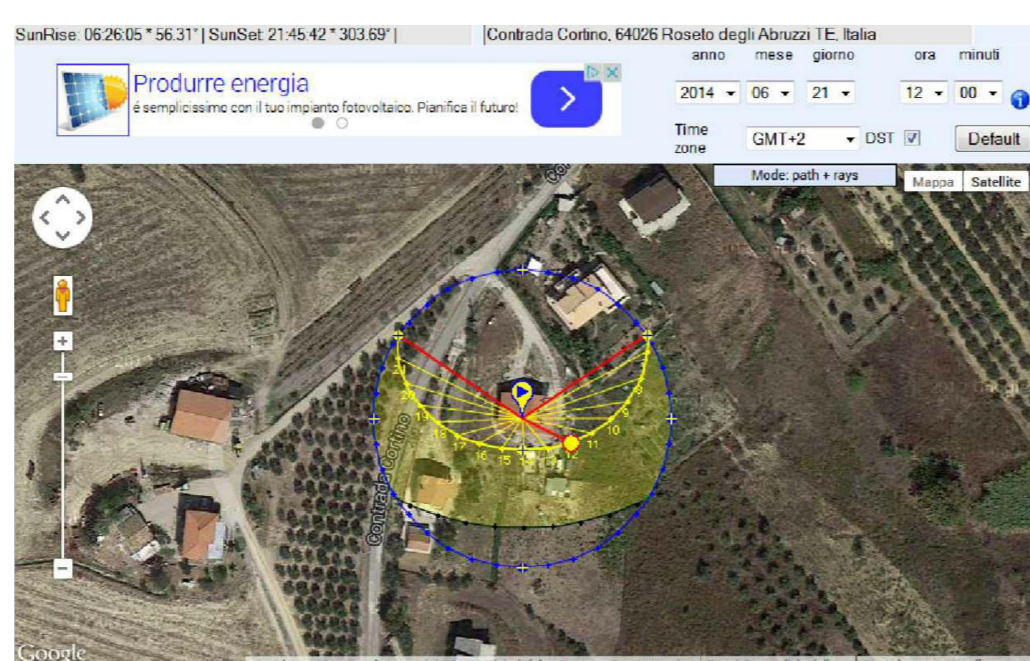 SunRise: 06:26:05 * 56.31° | SunSet: 21:45:42 * 303.69° |
Contrada Cortino, 64026 Roseto degli Abruzzi TE, Italia
anno mese giorno ora minuti
Produrre energia
é semplicissimo con il tuo impianto fotovoltaico. Pianifica il futuro!
2014 06 21 12 00
Time zone
GMT+2 DST Default
Mode: path + rays
Mappa Satellite
Contrada Cortino
21
20
19
18
17
16
15
12
11
10
9
8
Google